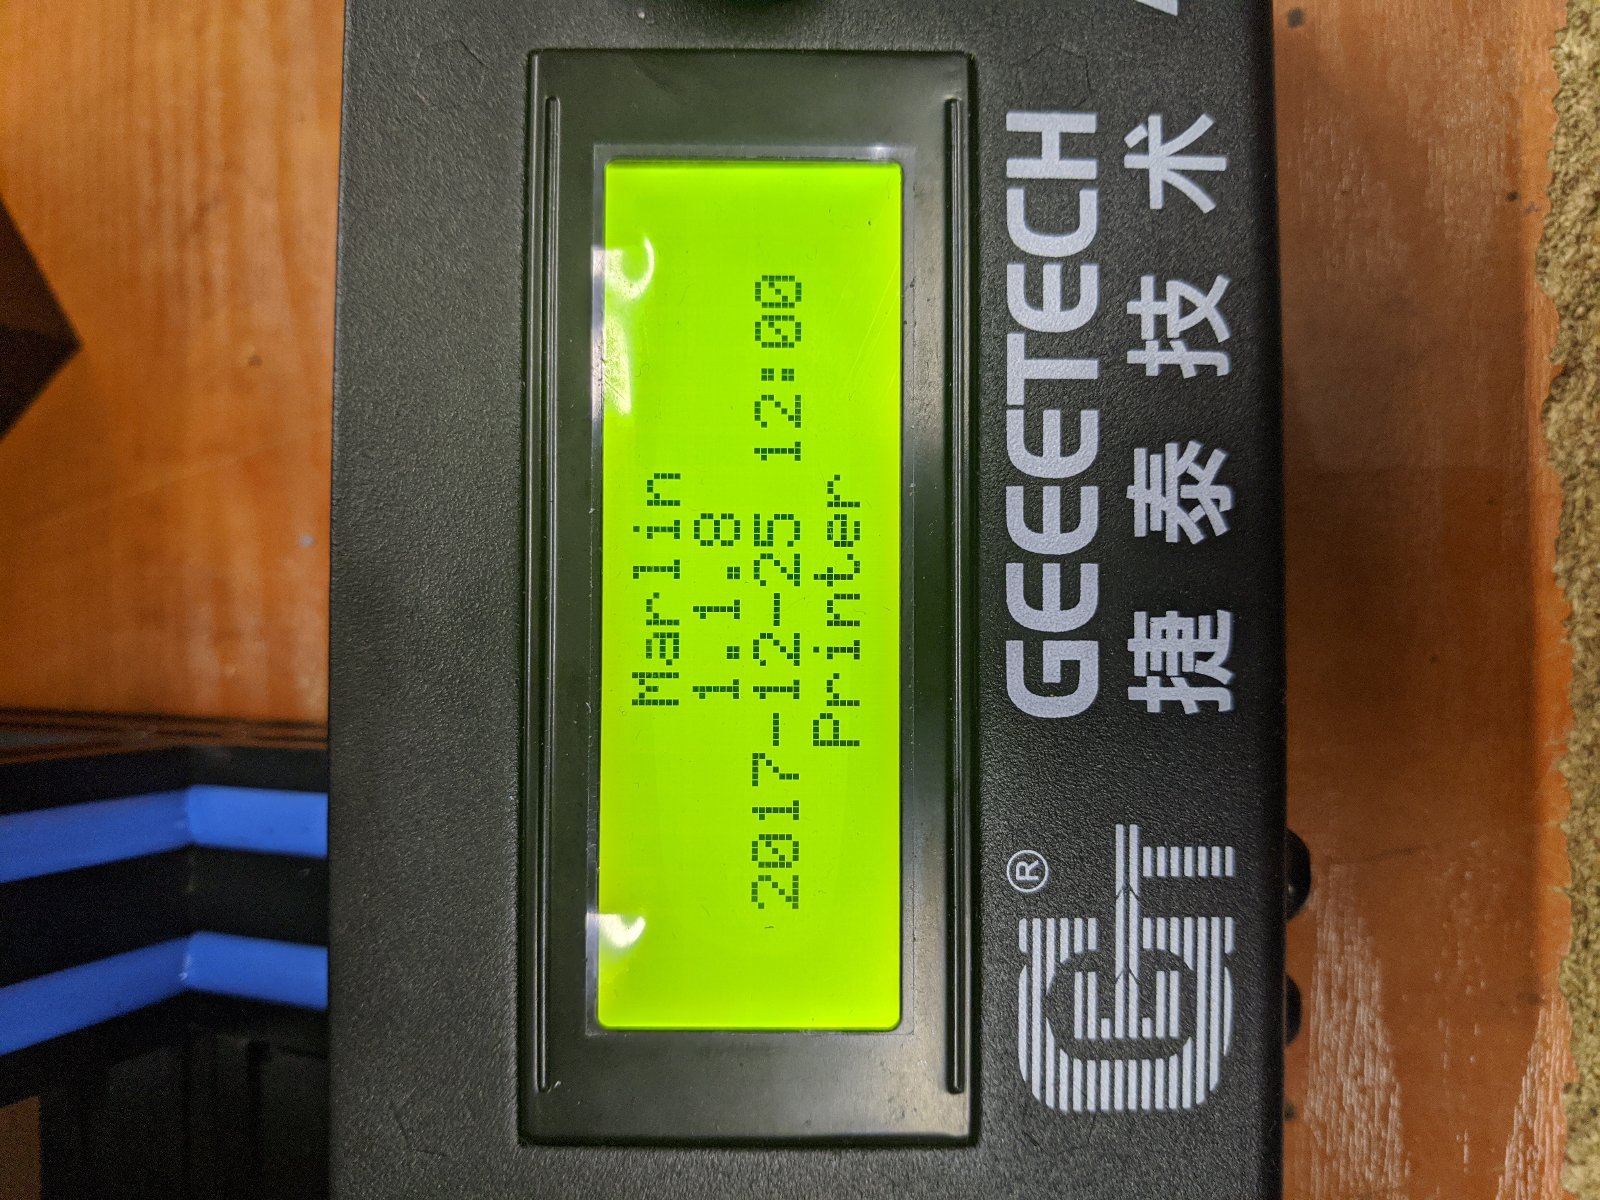 Marlin
1.1.8
2017-12-25 12:00
printer
GEEETECH
捷泰技术
GT®